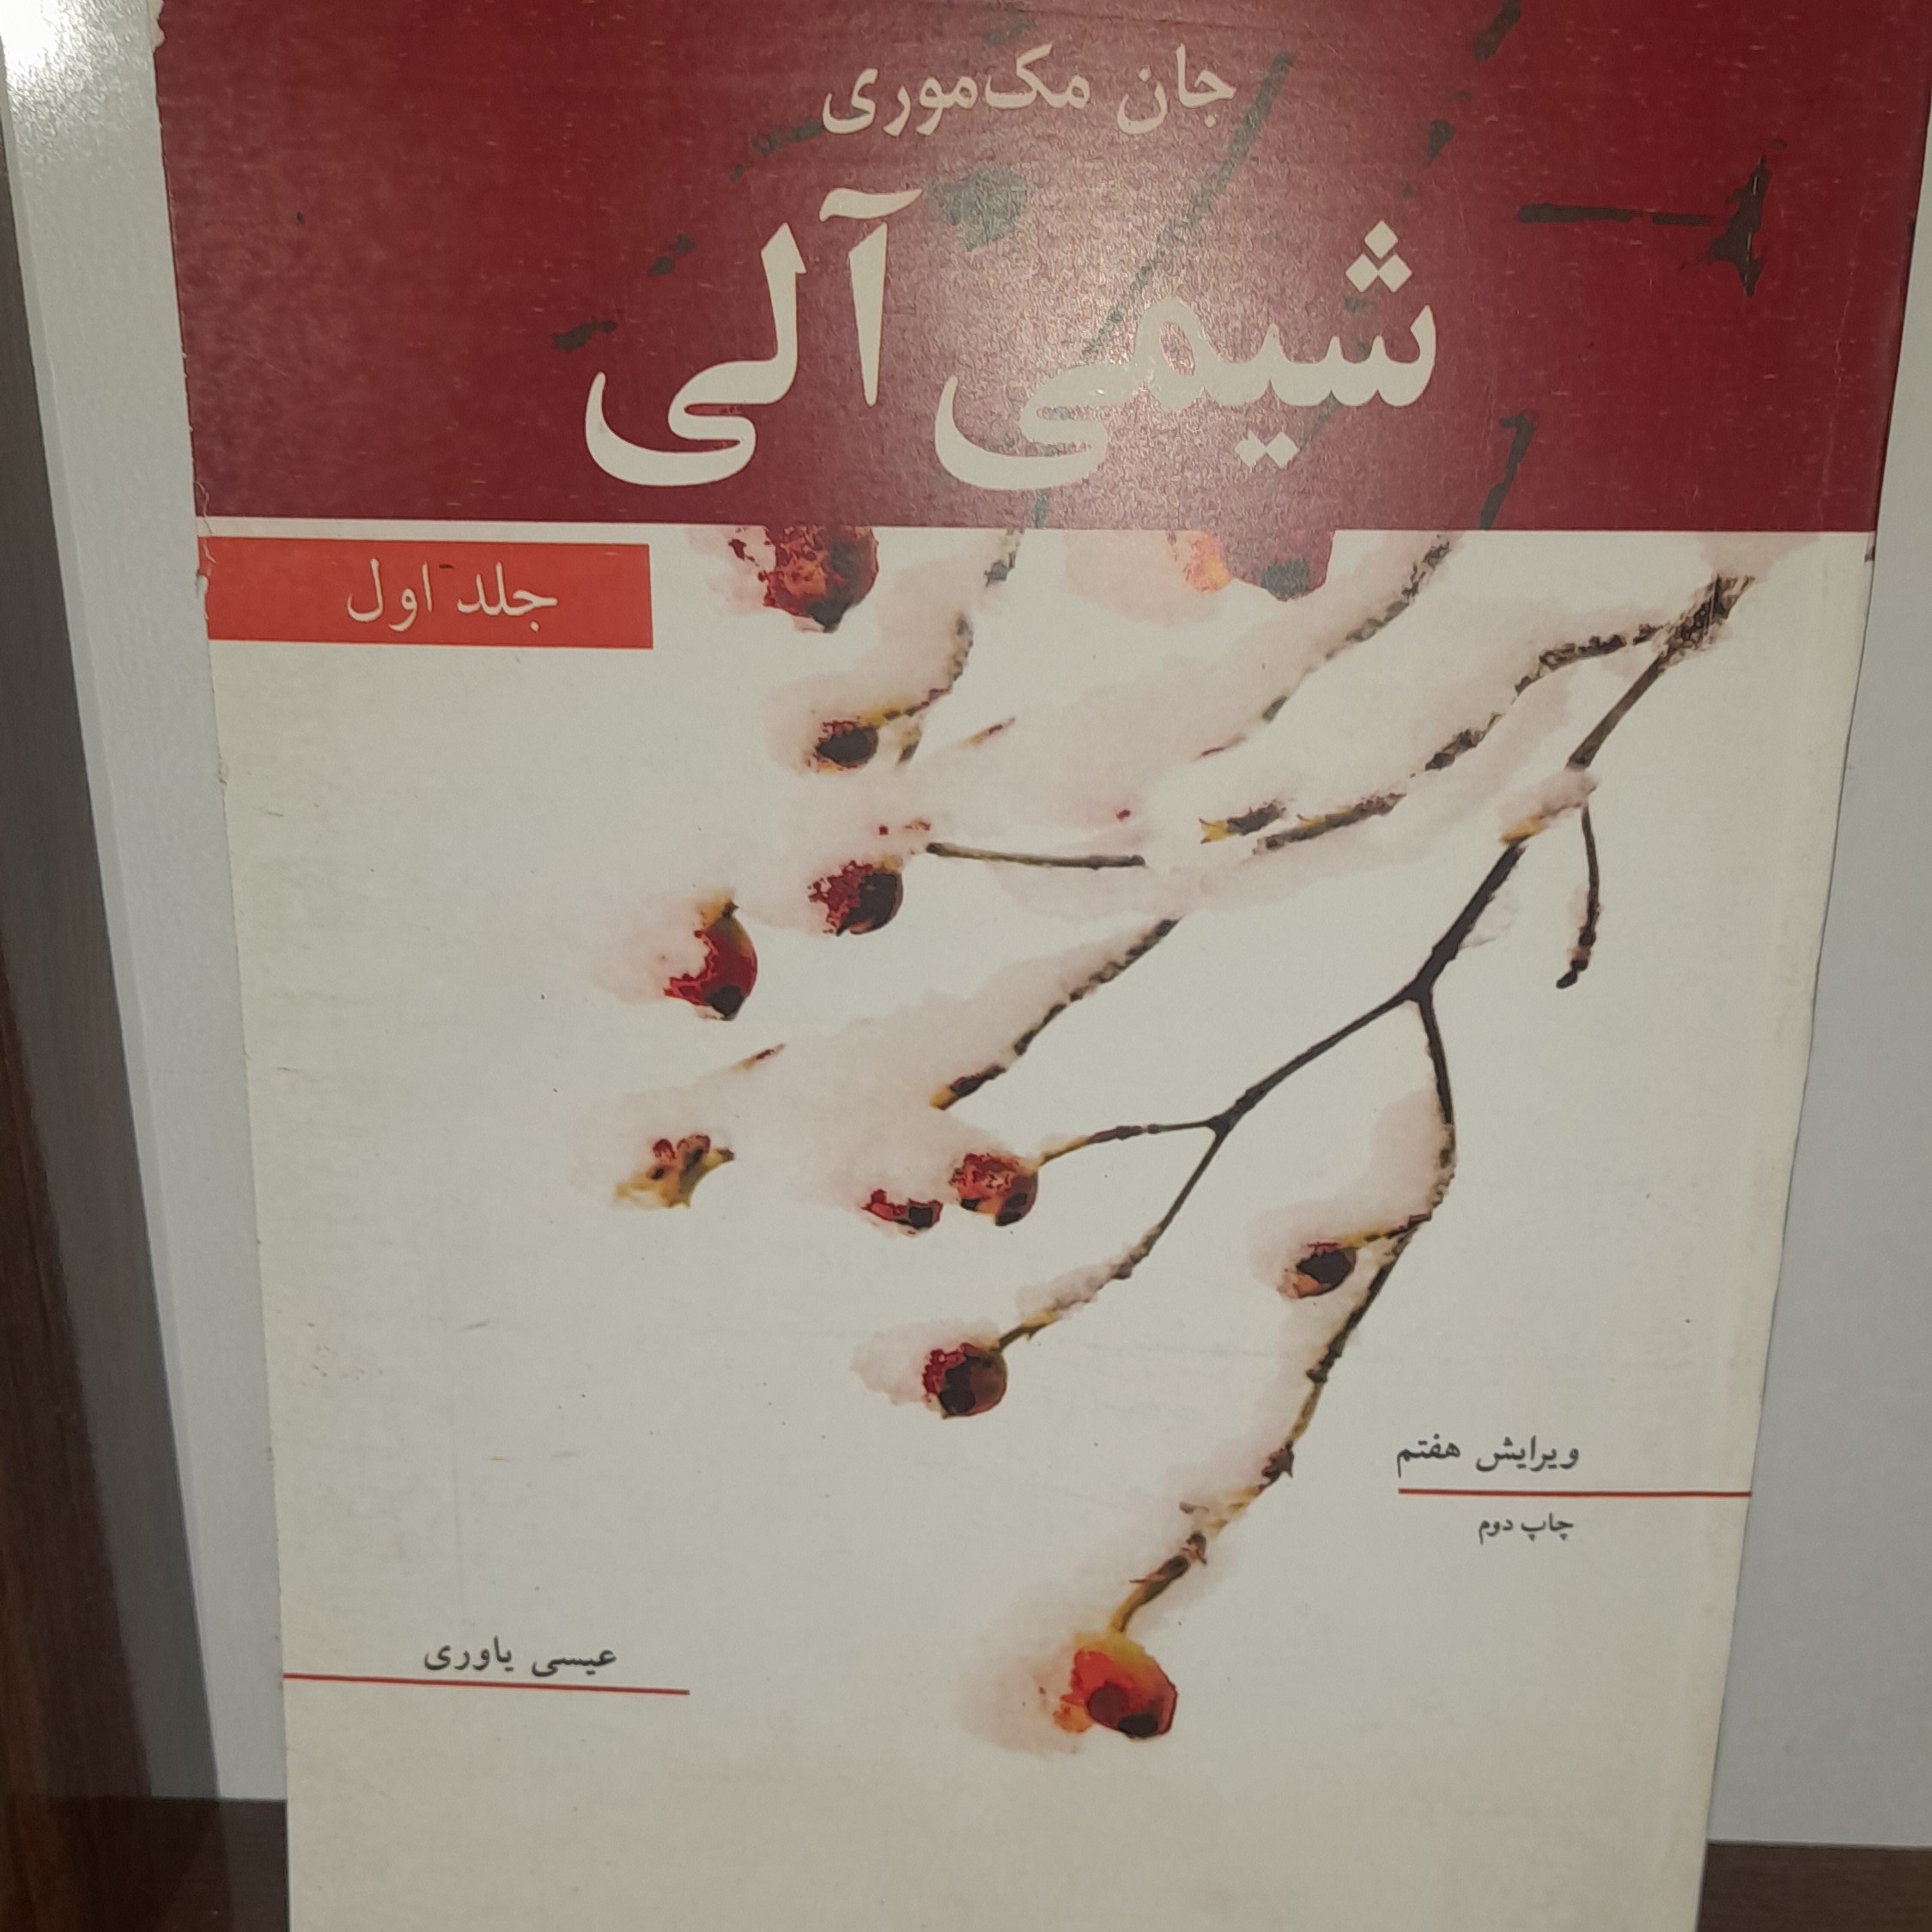 جان مک‌موری
شیمی آلی
جلد اول
ویرایش هفتم
چاپ دوم
عیسی یاوری